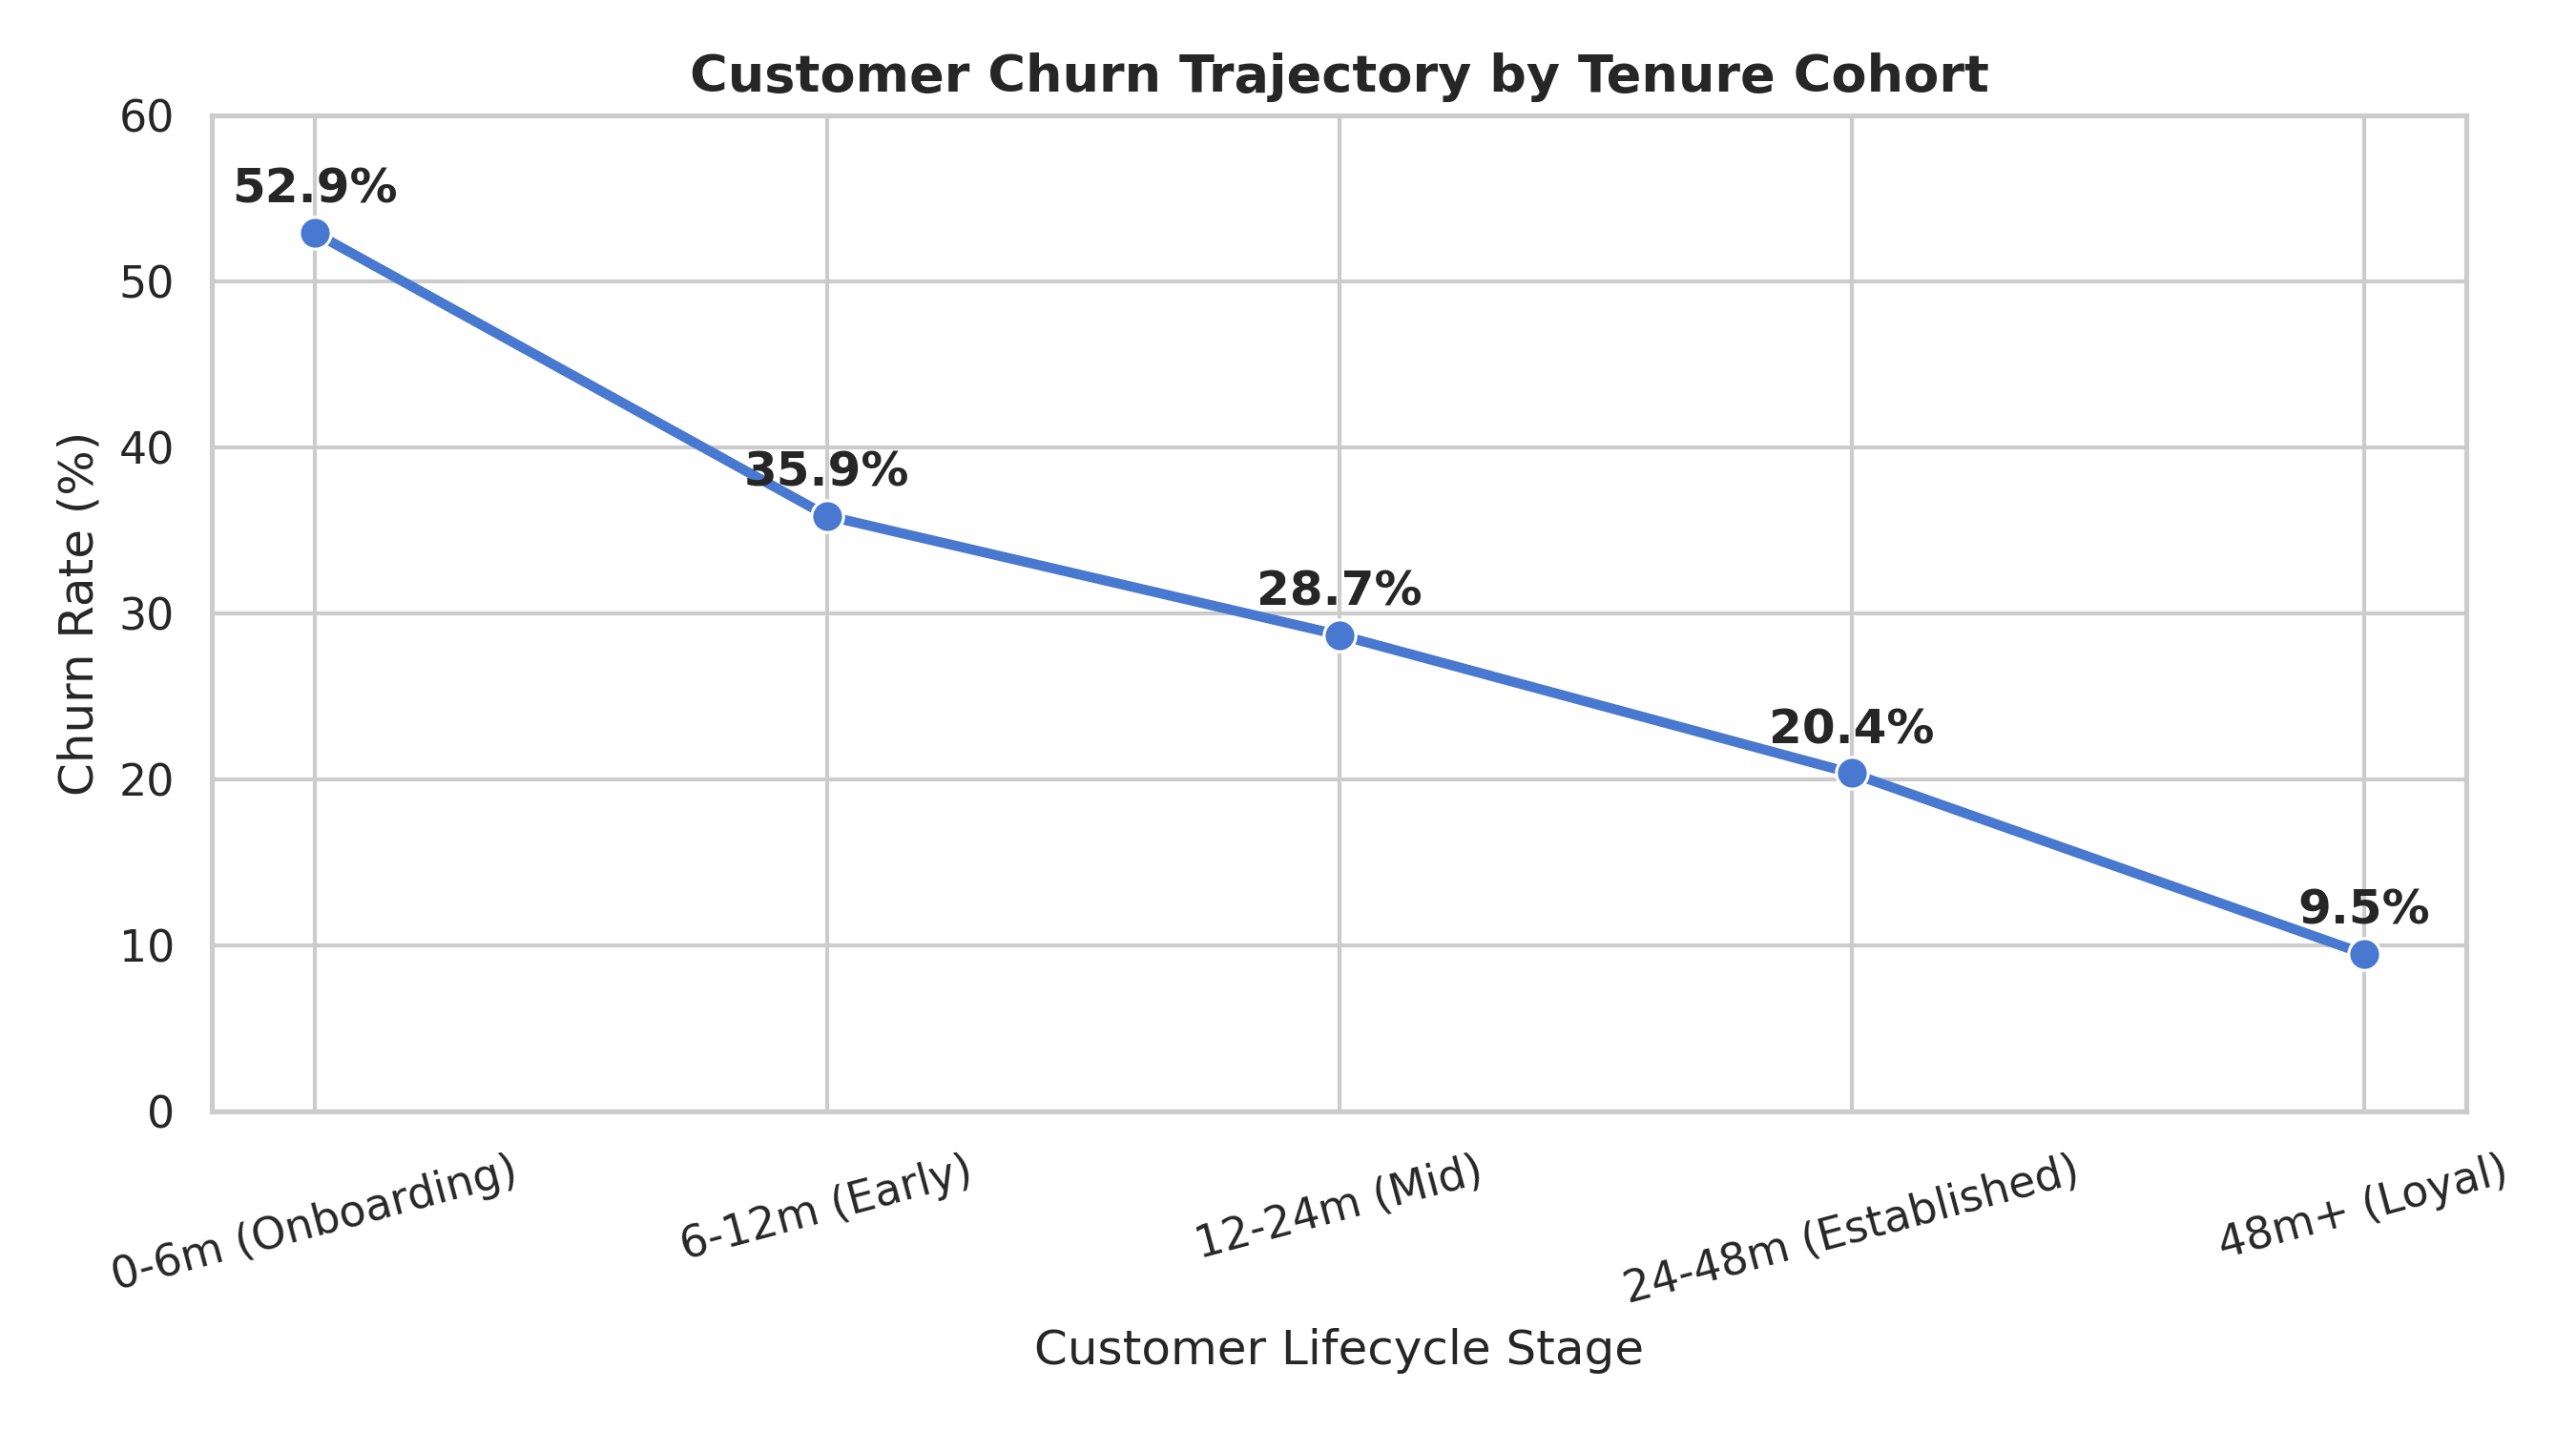 Customer Churn Trajectory by Tenure Cohort
60
50
40
30
20
10
0
Churn Rate (%)
52.9%
35.9%
28.7%
20.4%
9.5%
0-6m (Onboarding)
6-12m (Early)
12-24m (Mid)
24-48m (Established)
48m+ (Loyal)
Customer Lifecycle Stage